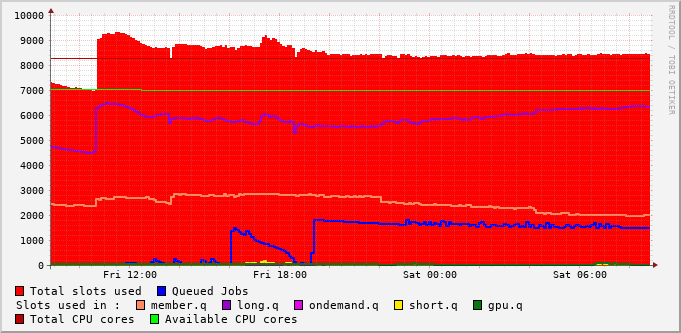 10000
9000
8000
7000
6000
5000
4000
3000
2000
1000
0
Fri 12:00 Fri 18:00 Sat 00:00 Sat 06:00
Total slots used Queued Jobs
Slots used in : member.q long.q ondemand.q short.q gpu.q
Total CPU cores Available CPU cores
RRDTOOL / TOBI OETIKER